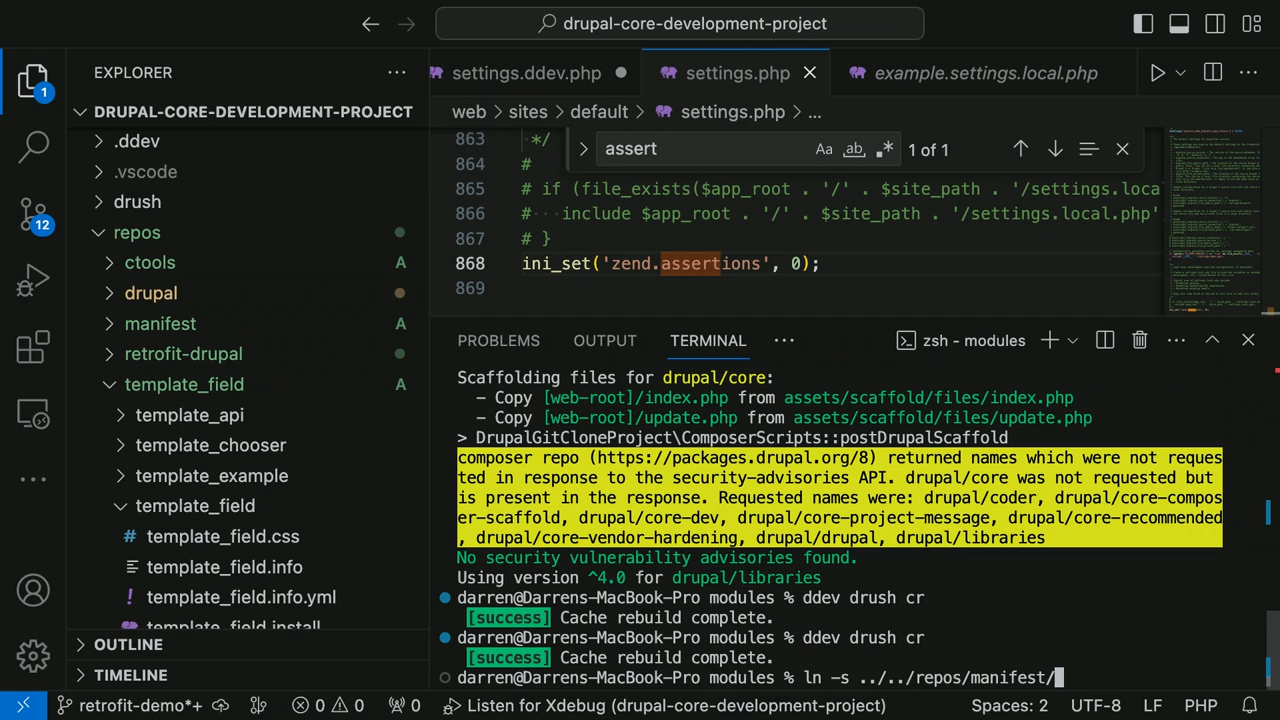 drupal-core-development-project
EXPLORER
DRUPAL-CORE-DEVELOPMENT-PROJECT
.ddev
.vscode
drush
repos
ctools A
drupal
manifest A
retrofit-drupal
template_field A
template_api
template_chooser
template_example
template_field
# template_field.css
template_field.info
! template_field.info.yml
template_field.install
OUTLINE
TIMELINE
1
12
settings.ddev.php
settings.php
example.settings.local.php
web > sites > default > settings.php > ...
assert
Aa ab 1 of 1
863 */
864 #
865 # if (file_exists($app_root . '/' . $site_path . '/settings.loca
866 # include $app_root . '/' . $site_path . '/settings.local.php'
867 # }
868 ini_set('zend.assertions', 0);
869
PROBLEMS OUTPUT TERMINAL ... zsh - modules
Scaffolding files for drupal/core:
- Copy [web-root]/index.php from assets/scaffold/files/index.php
- Copy [web-root]/update.php from assets/scaffold/files/update.php
> DrupalGitCloneProject\ComposerScripts::postDrupalScaffold
composer repo (https://packages.drupal.org/8) returned names which were not reques
ted in response to the security-advisories API. drupal/core was not requested but
is present in the response. Requested names were: drupal/coder, drupal/core-compos
er-scaffold, drupal/core-dev, drupal/core-project-message, drupal/core-recommended
, drupal/core-vendor-hardening, drupal/drupal, drupal/libraries
No security vulnerability advisories found.
Using version ^4.0 for drupal/libraries
darren@Darrens-MacBook-Pro modules % ddev drush cr
[success] Cache rebuild complete.
darren@Darrens-MacBook-Pro modules % ddev drush cr
[success] Cache rebuild complete.
darren@Darrens-MacBook-Pro modules % ln -s ../../repos/manifest/
retrofit-demo*+ 0 0 0 Listen for Xdebug (drupal-core-development-project) Spaces: 2 UTF-8 LF PHP